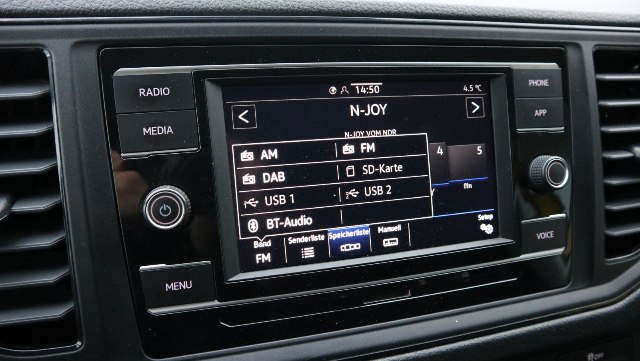 RADIO
MEDIA
MENU
PHONE
APP
VOICE
14:50
4.5 °C
<
N-JOY
>
N-JOY VOM NDR
AM
FM
DAB
SD-Karte
USB 1
USB 2
BT-Audio
4
5
Band
FM
Senderliste
Speicherliste
Manuell
Setup